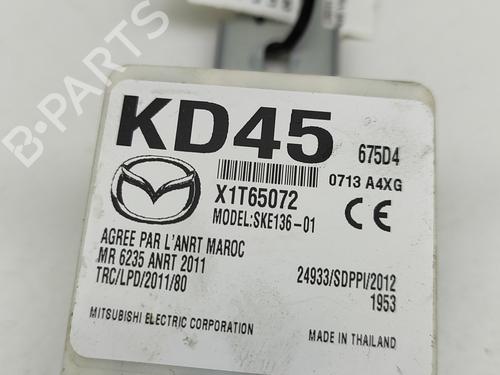 B-PARTS
KD45
675D4
0713 A4XG
X1T65072
MODEL:SKE136-01
CE
AGREE PAR L'ANRT MAROC
MR 6235 ANRT 2011
TRC/LPD/2011/80
24933/SDPPI/2012
1953
MITSUBISHI ELECTRIC CORPORATION
MADE IN THAILAND